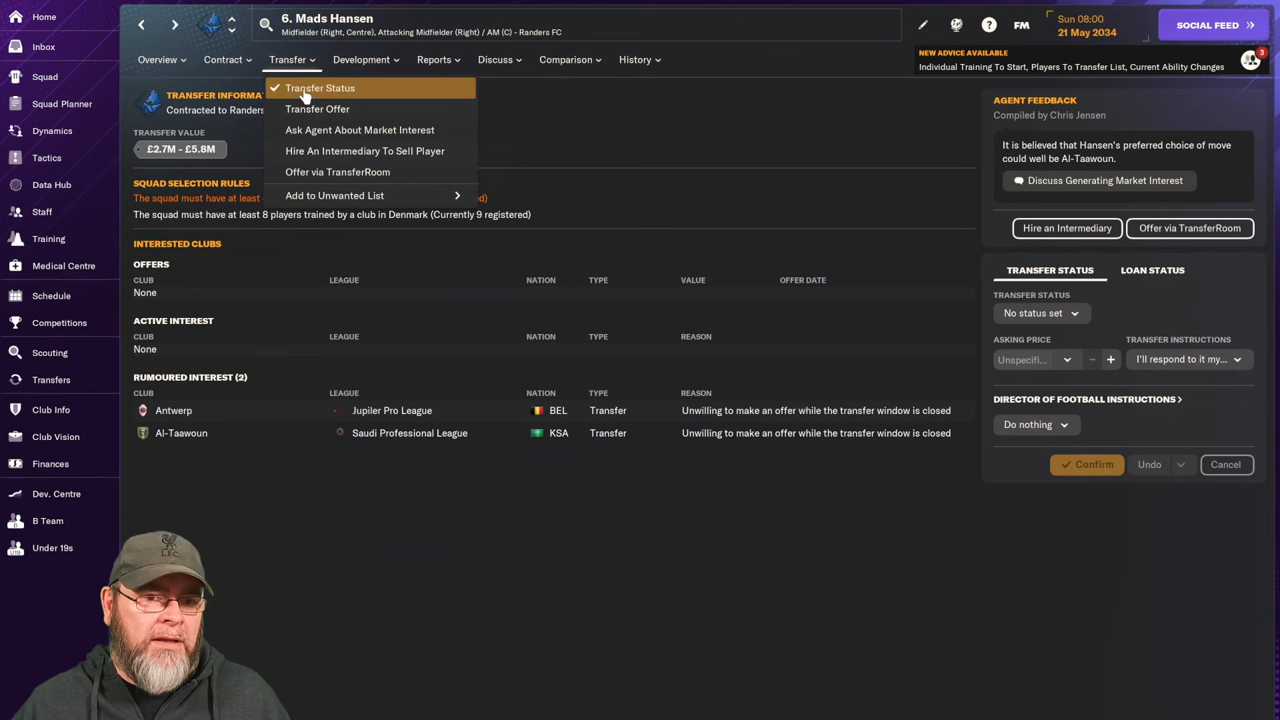 Home
Inbox
Squad
Squad Planner
Dynamics
Tactics
Data Hub
Staff
Training
Medical Centre
Schedule
Competitions
Scouting
Transfers
Club Info
Club Vision
Finances
Dev. Centre
B Team
Under 19s
6. Mads Hansen
Midfielder (Right, Centre), Attacking Midfielder (Right) / AM (C) - Randers FC
FM
Sun 08:00
21 May 2034
SOCIAL FEED
Overview
Contract
Transfer
Development
Reports
Discuss
Comparison
History
NEW ADVICE AVAILABLE
Individual Training To Start, Players To Transfer List, Current Ability Changes
3
Transfer Status
Transfer Offer
Ask Agent About Market Interest
Hire An Intermediary To Sell Player
Offer via TransferRoom
Add to Unwanted List
TRANSFER INFORMA
Contracted to Randers
TRANSFER VALUE
£2.7M - £5.8M
SQUAD SELECTION RULES
The squad must have at least
d)
The squad must have at least 8 players trained by a club in Denmark (Currently 9 registered)
INTERESTED CLUBS
OFFERS
CLUB LEAGUE NATION TYPE VALUE OFFER DATE
None
ACTIVE INTEREST
CLUB LEAGUE NATION TYPE REASON
None
RUMOURED INTEREST (2)
CLUB LEAGUE NATION TYPE REASON
Antwerp Jupiler Pro League BEL Transfer Unwilling to make an offer while the transfer window is closed
Al-Taawoun Saudi Professional League KSA Transfer Unwilling to make an offer while the transfer window is closed
AGENT FEEDBACK
Compiled by Chris Jensen
It is believed that Hansen's preferred choice of move
could well be Al-Taawoun.
Discuss Generating Market Interest
Hire an Intermediary
Offer via TransferRoom
TRANSFER STATUS
LOAN STATUS
TRANSFER STATUS
No status set
ASKING PRICE TRANSFER INSTRUCTIONS
Unspecifi... I'll respond to it my...
DIRECTOR OF FOOTBALL INSTRUCTIONS
Do nothing
Confirm
Undo
Cancel
L.F.C.